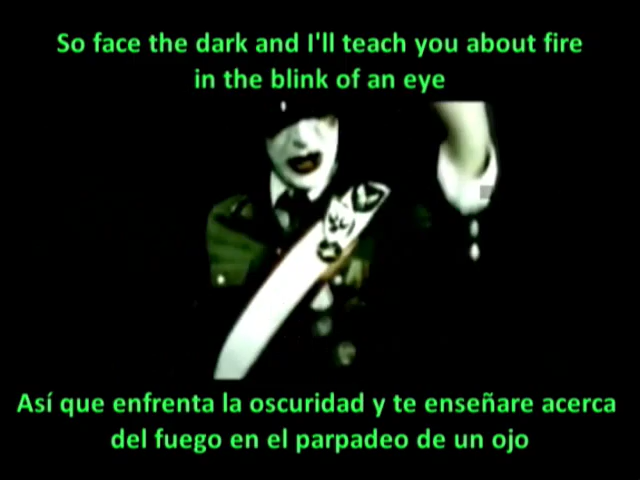 So face the dark and I'll teach you about fire
in the blink of an eye
Así que enfrenta la oscuridad y te enseñare acerca
del fuego en el parpadeo de un ojo